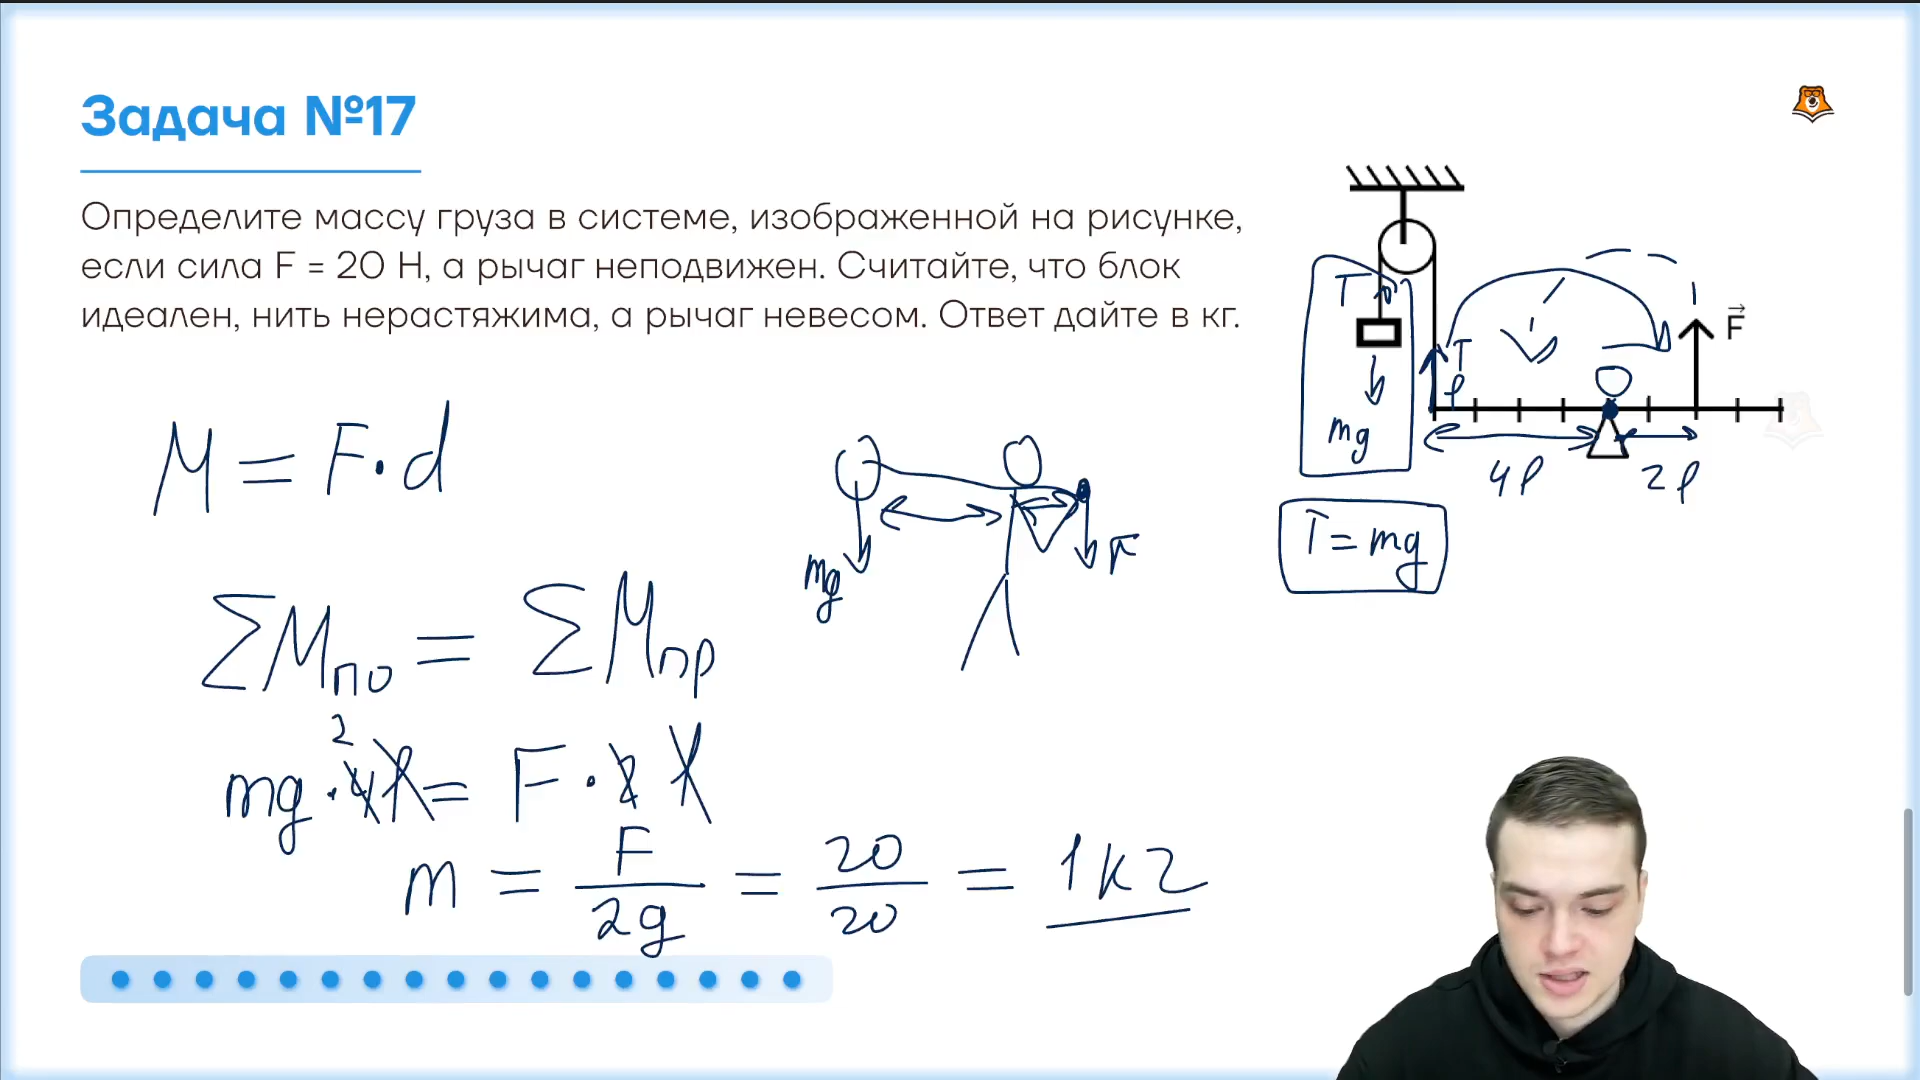 Задача №17
Определите массу груза в системе, изображенной на рисунке,
если сила F = 20 Н, а рычаг неподвижен. Считайте, что блок
идеален, нить нерастяжима, а рычаг невесом. Ответ дайте в кг.
T
mg
T
l
F
4l
2l
T = mg
M = F · d
mg
F
ΣMпо = ΣMпр
2
mg · 4l = F · 2 l
m = F/2g = 20/20 = 1кг